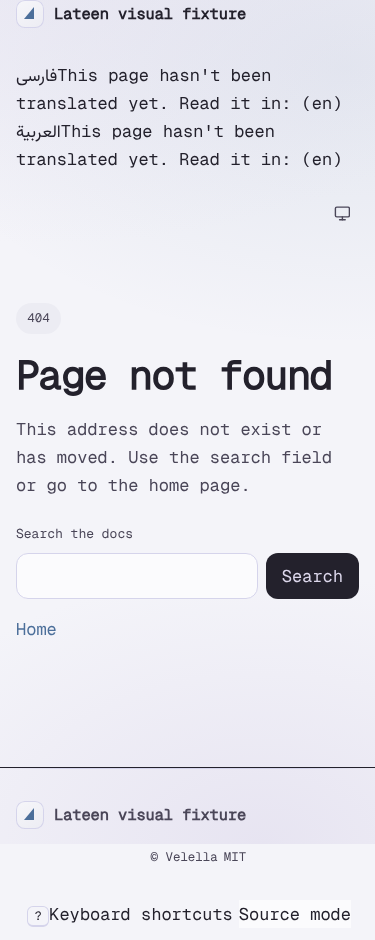 Lateen visual fixture
فارسیThis page hasn't been
translated yet. Read it in: (en)
العربيةThis page hasn't been
translated yet. Read it in: (en)
404
Page not found
This address does not exist or
has moved. Use the search field
or go to the home page.
Search the docs
Search
Home
Lateen visual fixture
© Velella MIT
?Keyboard shortcuts Source mode